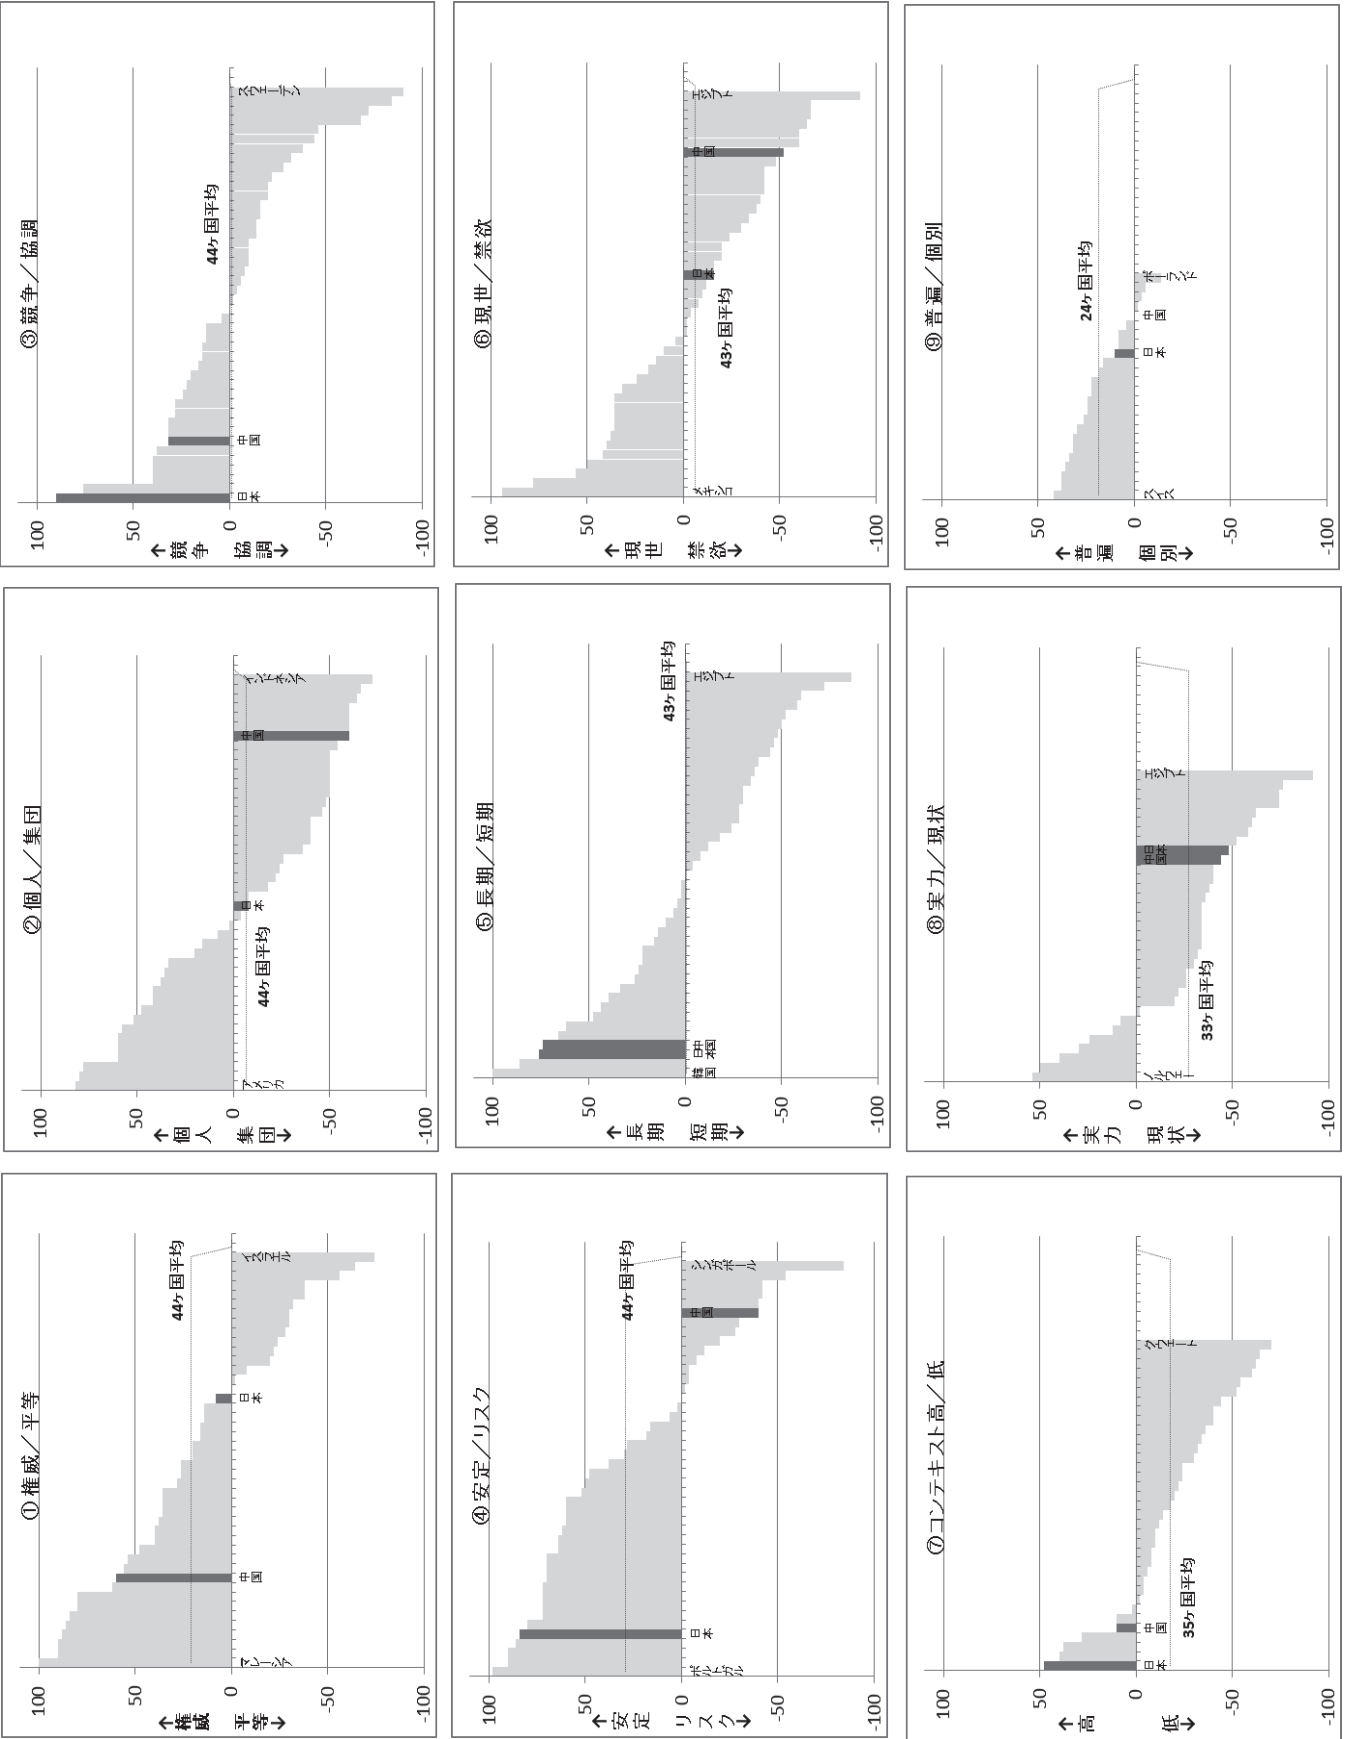 ①権威／平等
100
50
0
-50
-100
↑権威
平等↓
44ヶ国平均
マレーシア
中国
日本
イスラエル
②個人／集団
100
50
0
-50
-100
↑個人
集団↓
44ヶ国平均
アメリカ
日本
中国
インドネシア
③競争／協調
100
50
0
-50
-100
↑競争
協調↓
44ヶ国平均
日本
中国
スウェーデン
④安定／リスク
100
50
0
-50
-100
↑安定
リスク↓
44ヶ国平均
ポルトガル
日本
中国
シンガポール
⑤長期／短期
100
50
0
-50
-100
↑長期
短期↓
43ヶ国平均
韓国
日本
中国
エジプト
⑥現世／禁欲
100
50
0
-50
-100
↑現世
禁欲↓
43ヶ国平均
メキシコ
日本
中国
エジプト
⑦コンテキスト高／低
100
50
0
-50
-100
↑高
低↓
35ヶ国平均
日本
中国
クウェート
⑧実力／現状
100
50
0
-50
-100
↑実力
現状↓
33ヶ国平均
ノルウェー
中国
日本
エジプト
⑨普遍／個別
100
50
0
-50
-100
↑普遍
個別↓
24ヶ国平均
スイス
日本
中国
ポーランド